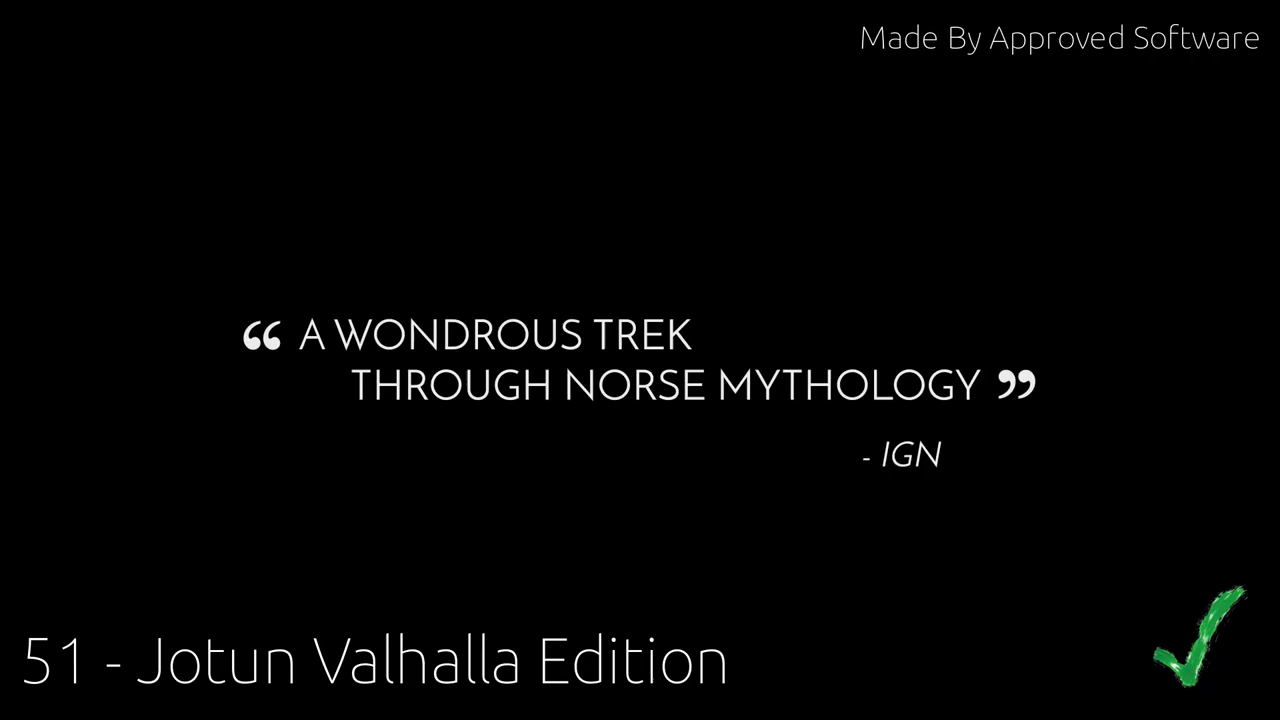 Made By Approved Software
“ A WONDROUS TREK
THROUGH NORSE MYTHOLOGY ”
- IGN
51 - Jotun Valhalla Edition